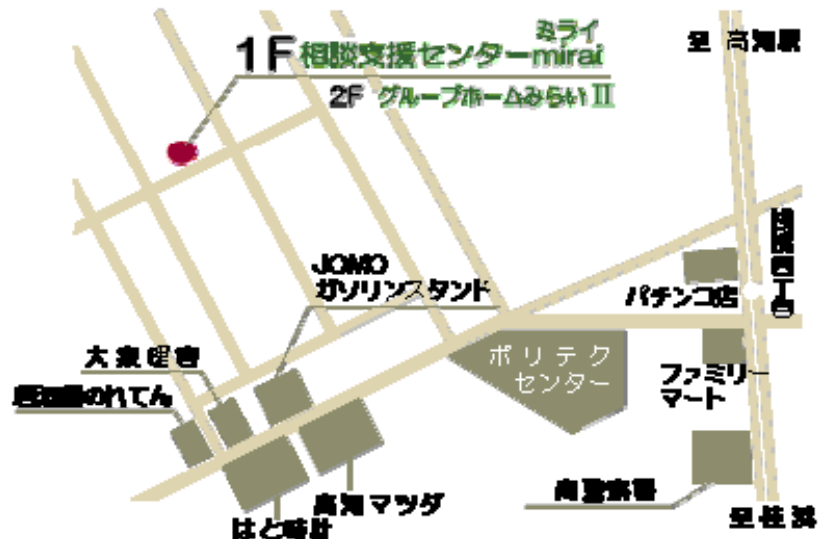 ミライ
1F 相談支援センターmirai
2F グループホームみらいⅡ
至 高知駅
JOMO
ガソリンスタンド
パチンコ店
ポリテク
センター
ファミリー
マート
のれてん
高知マツダ
はと時計
至桂浜